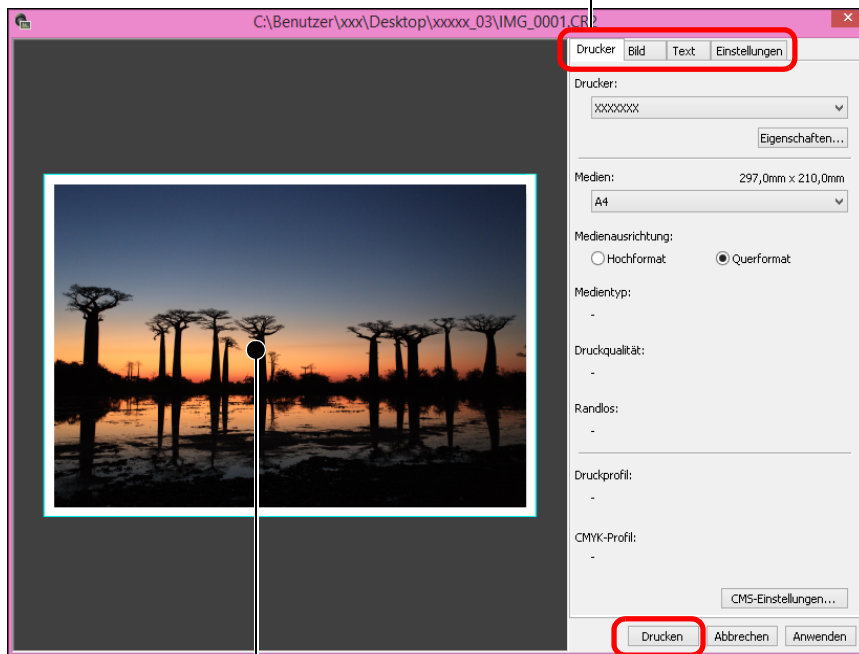 C:\Benutzer\xxx\Desktop\xxxxx_03\IMG_0001.CR2
Drucker Bild Text Einstellungen
Drucker:
XXXXXXX
Eigenschaften...
Medien: 297,0mm x 210,0mm
A4
Medienausrichtung:
Hochformat Querformat
Medientyp:
-
Druckqualität:
-
Randlos:
-
Druckprofil:
-
CMYK-Profil:
-
CMS-Einstellungen...
Drucken Abbrechen Anwenden